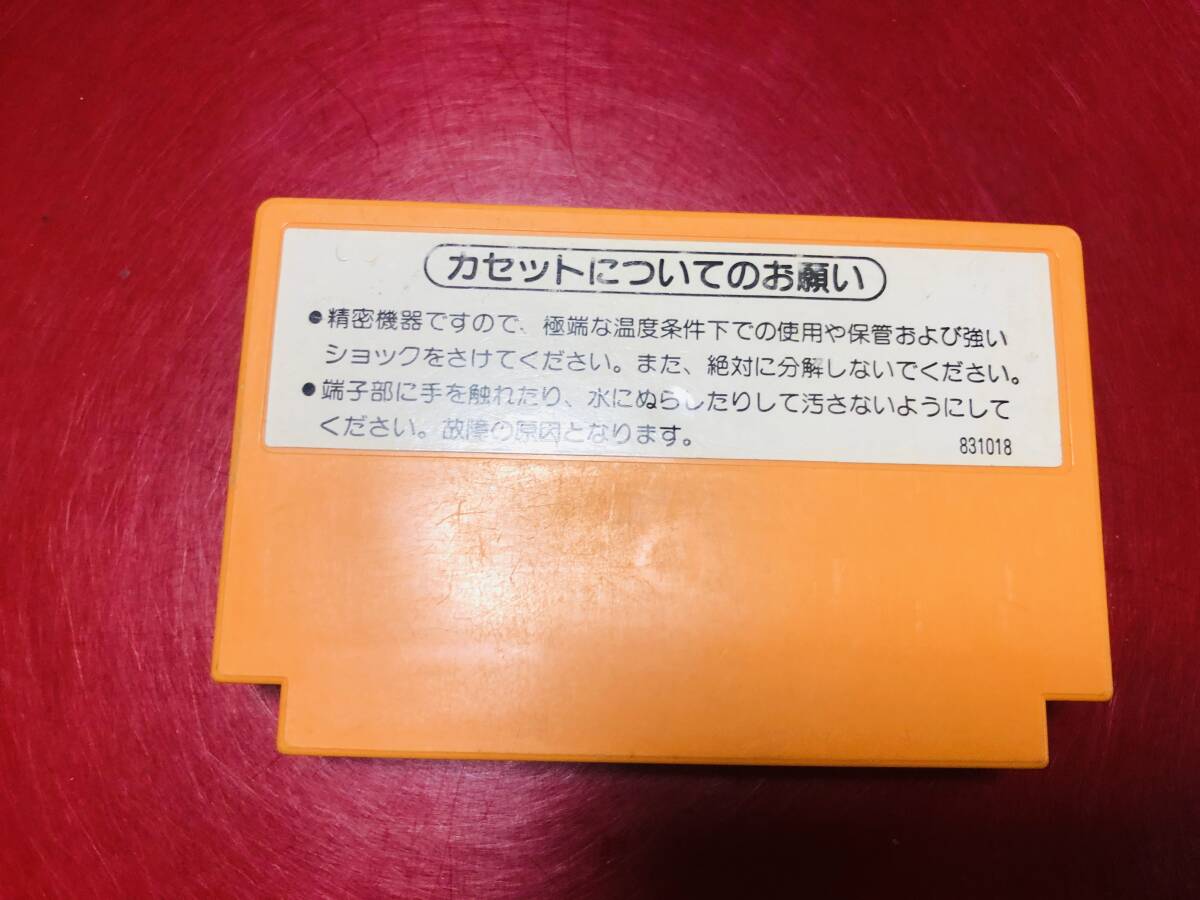 カセットについてのお願い
●精密機器ですので、極端な温度条件下での使用や保管および強い
ショックをさけてください。また、絶対に分解しないでください。
●端子部に手を触れたり、水にぬらしたりして汚さないようにして
ください。故障の原因となります。
831018